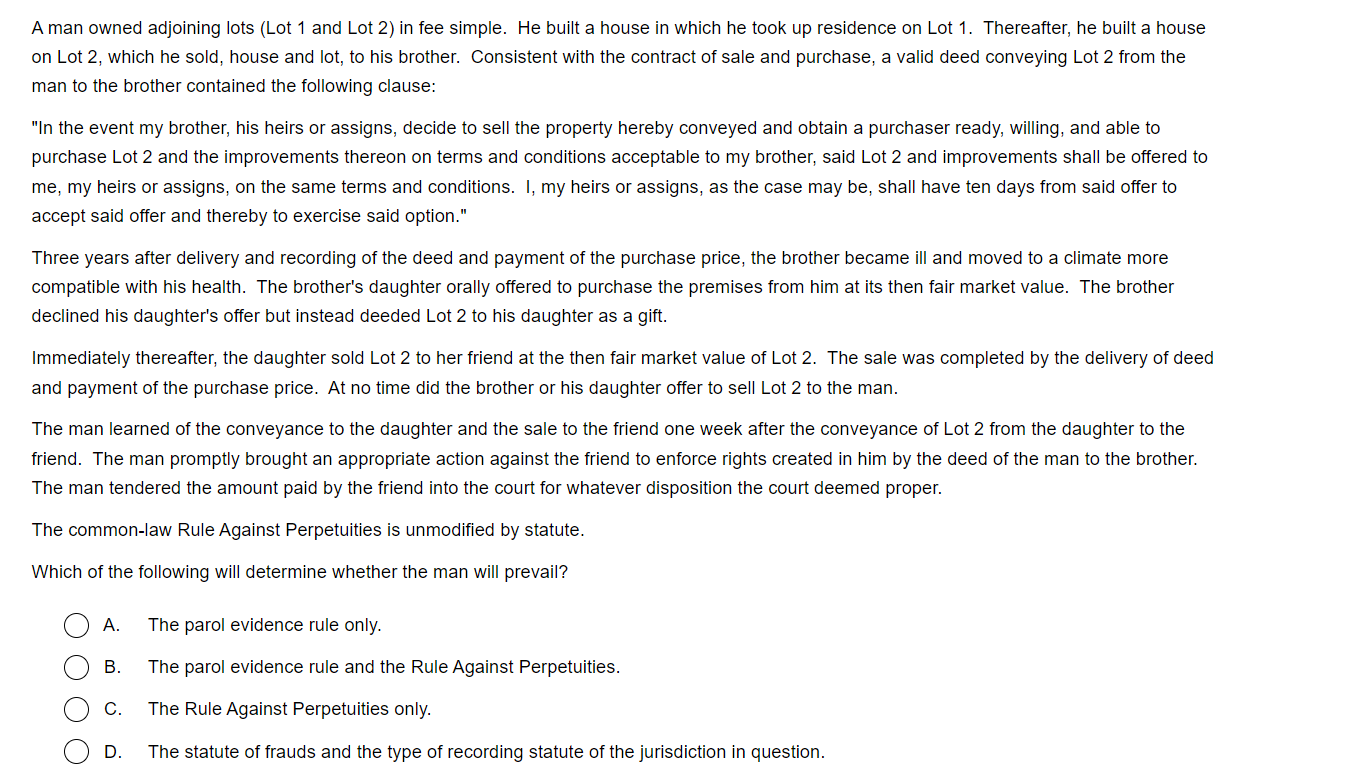 A man owned adjoining lots (Lot 1 and Lot 2) in fee simple.  He built a house in which he took up residence on Lot 1.  Thereafter, he built a house
on Lot 2, which he sold, house and lot, to his brother.  Consistent with the contract of sale and purchase, a valid deed conveying Lot 2 from the
man to the brother contained the following clause:
"In the event my brother, his heirs or assigns, decide to sell the property hereby conveyed and obtain a purchaser ready, willing, and able to
purchase Lot 2 and the improvements thereon on terms and conditions acceptable to my brother, said Lot 2 and improvements shall be offered to
me, my heirs or assigns, on the same terms and conditions.  I, my heirs or assigns, as the case may be, shall have ten days from said offer to
accept said offer and thereby to exercise said option."
Three years after delivery and recording of the deed and payment of the purchase price, the brother became ill and moved to a climate more
compatible with his health.  The brother's daughter orally offered to purchase the premises from him at its then fair market value.  The brother
declined his daughter's offer but instead deeded Lot 2 to his daughter as a gift.
Immediately thereafter, the daughter sold Lot 2 to her friend at the then fair market value of Lot 2.  The sale was completed by the delivery of deed
and payment of the purchase price.  At no time did the brother or his daughter offer to sell Lot 2 to the man.
The man learned of the conveyance to the daughter and the sale to the friend one week after the conveyance of Lot 2 from the daughter to the
friend.  The man promptly brought an appropriate action against the friend to enforce rights created in him by the deed of the man to the brother.
The man tendered the amount paid by the friend into the court for whatever disposition the court deemed proper.
The common-law Rule Against Perpetuities is unmodified by statute.
Which of the following will determine whether the man will prevail?
A. The parol evidence rule only.
B. The parol evidence rule and the Rule Against Perpetuities.
C. The Rule Against Perpetuities only.
D. The statute of frauds and the type of recording statute of the jurisdiction in question.